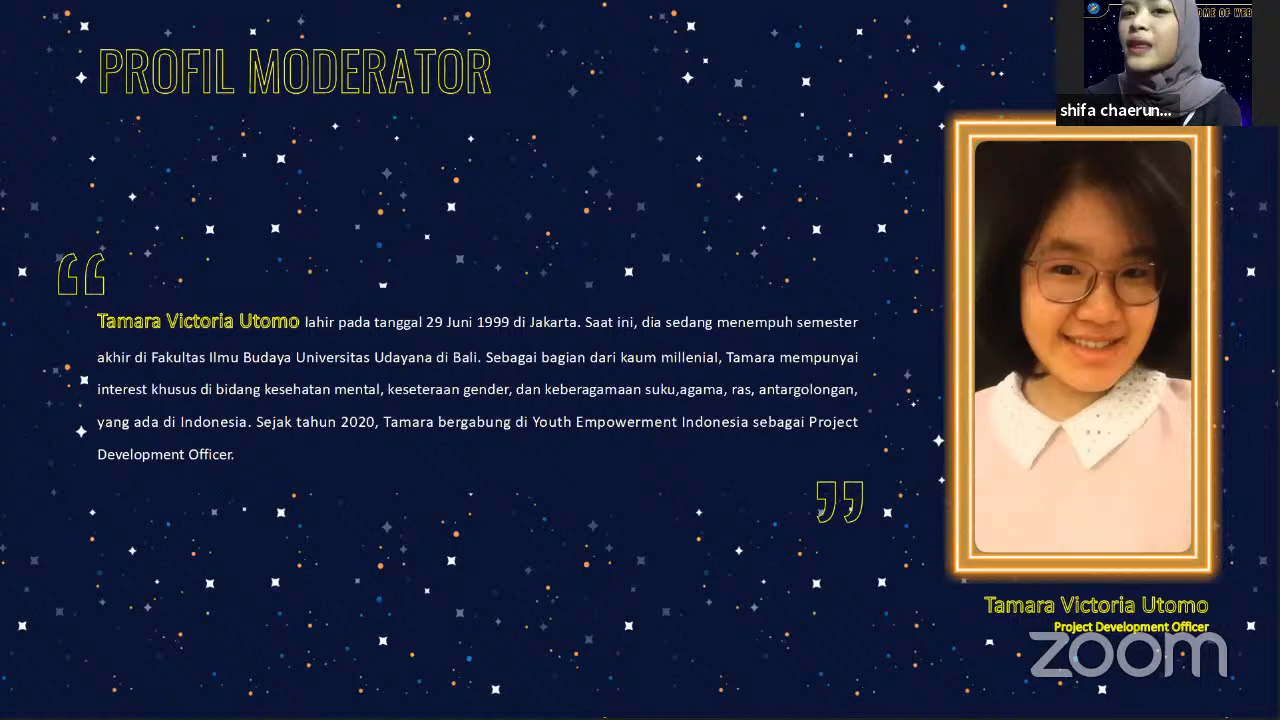 PROFIL MODERATOR
shifa chaerun...
“
Tamara Victoria Utomo lahir pada tanggal 29 Juni 1999 di Jakarta. Saat ini, dia sedang menempuh semester
akhir di Fakultas Ilmu Budaya Universitas Udayana di Bali. Sebagai bagian dari kaum millenial, Tamara mempunyai
interest khusus di bidang kesehatan mental, keseteraan gender, dan keberagamaan suku,agama, ras, antargolongan,
yang ada di Indonesia. Sejak tahun 2020, Tamara bergabung di Youth Empowerment Indonesia sebagai Project
Development Officer.
”
Tamara Victoria Utomo
Project Development Officer
zoom